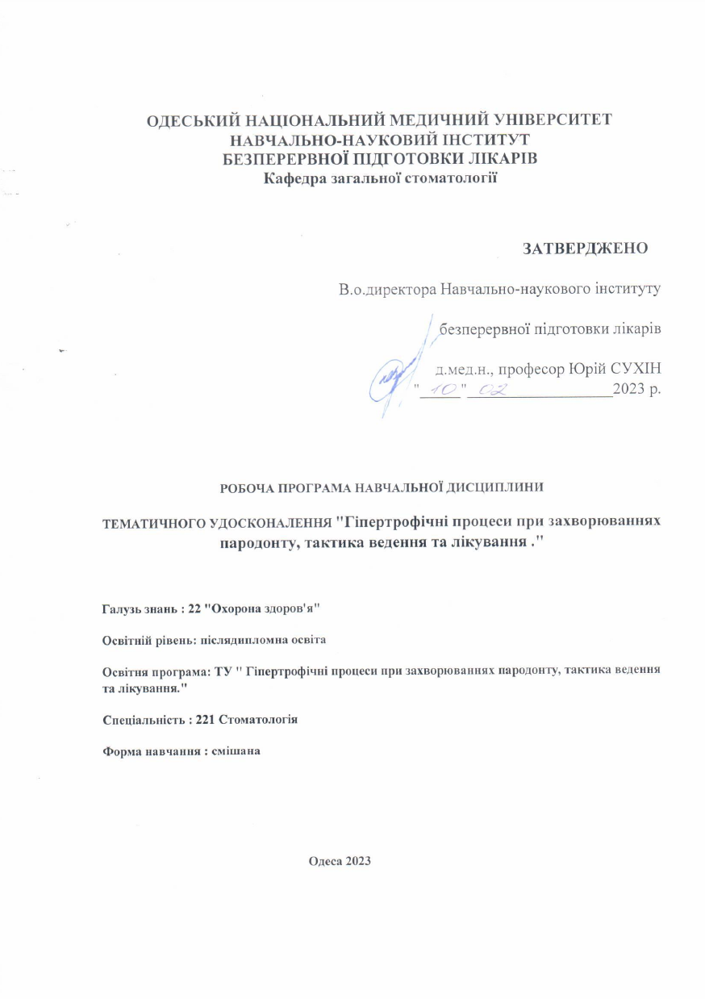 ОДЕСЬКИЙ НАЦІОНАЛЬНИЙ МЕДИЧНИЙ УНІВЕРСИТЕТ
НАВЧАЛЬНО-НАУКОВИЙ ІНСТИТУТ
БЕЗПЕРЕРВНОЇ ПІДГОТОВКИ ЛІКАРІВ
Кафедра загальної стоматології
ЗАТВЕРДЖЕНО
В.о.директора Навчально-наукового інституту
безперервної підготовки лікарів
д.мед.н., професор Юрій СУХІН
"_____10_" _02_____________2023 р.
РОБОЧА ПРОГРАМА НАВЧАЛЬНОЇ ДИСЦИПЛІНИ
ТЕМАТИЧНОГО УДОСКОНАЛЕННЯ "Гіпертрофічні процеси при захворюваннях
пародонту, тактика ведення та лікування ."
Галузь знань : 22 "Охорона здоров'я"
Освітній рівень: післядипломна освіта
Освітня програма: ТУ " Гіпертрофічні процеси при захворюваннях пародонту, тактика ведення
та лікування."
Спеціальність : 221 Стоматологія
Форма навчання : змішана
Одеса 2023